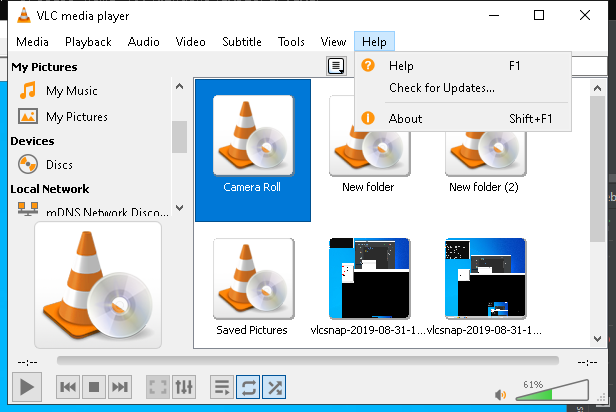 VLC media player
Media Playback Audio Video Subtitle Tools View Help
My Pictures
My Music
My Pictures
Devices
Discs
Local Network
mDNS Network Disco...
Help F1
Check for Updates...
About Shift+F1
Camera Roll
New folder
New folder (2)
Saved Pictures
vlcsnap-2019-08-31-1...
vlcsnap-2019-08-31-1...
--:--
--:--
61%